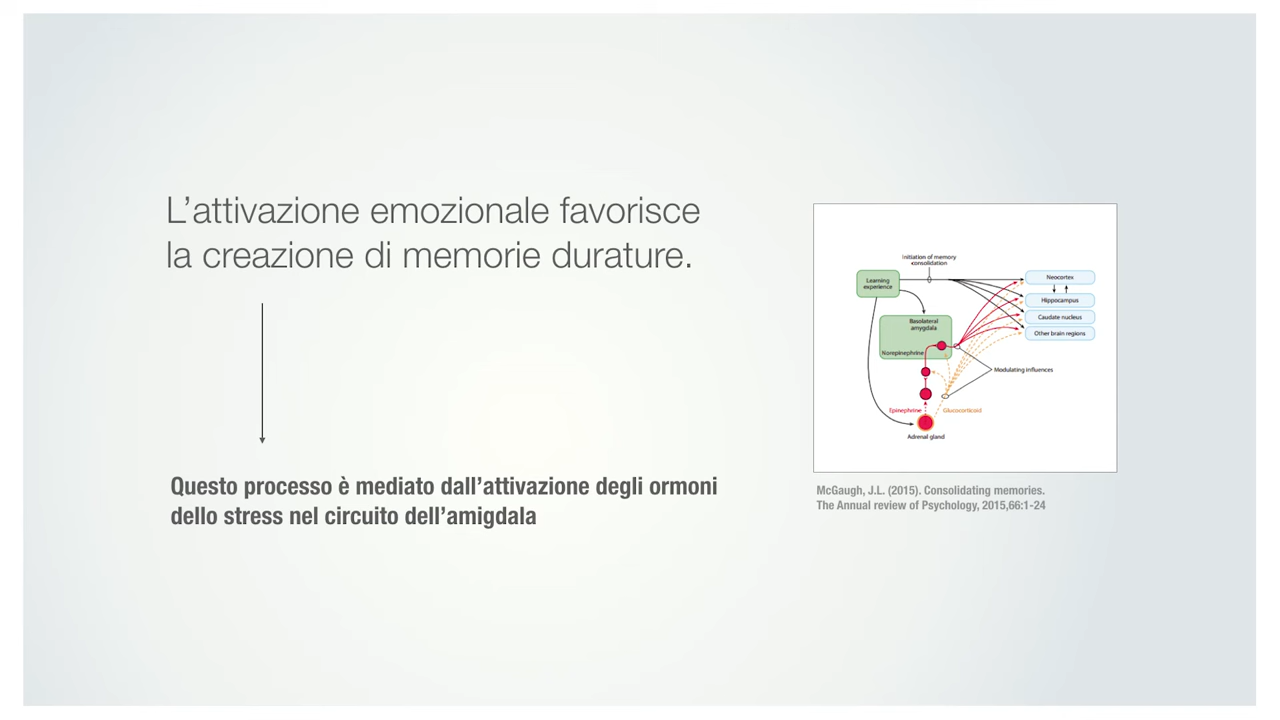 L'attivazione emozionale favorisce
la creazione di memorie durature.
Questo processo è mediato dall'attivazione degli ormoni
dello stress nel circuito dell'amigdala
Initiation of memory
consolidation
Learning
experience
Neocortex
Hippocampus
Caudate nucleus
Other brain regions
Basolateral
amygdala
Norepinephrine
Modulating influences
Epinephrine
Glucocorticoid
Adrenal gland
McGaugh, J.L. (2015). Consolidating memories.
The Annual review of Psychology, 2015,66:1-24